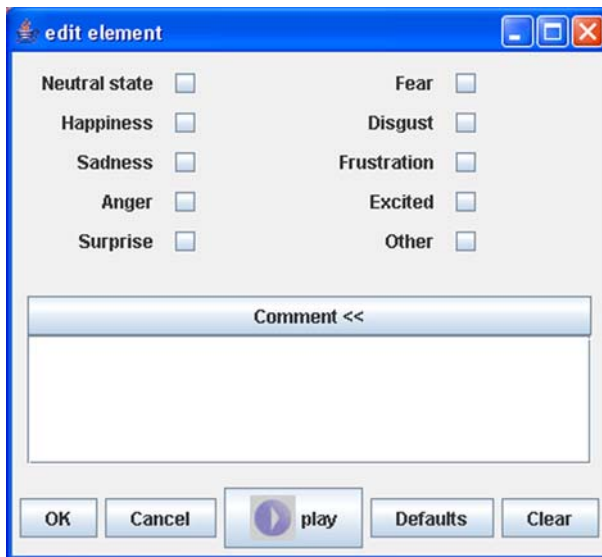 edit element
Neutral state Fear
Happiness Disgust
Sadness Frustration
Anger Excited
Surprise Other
Comment <<
OK Cancel play Defaults Clear